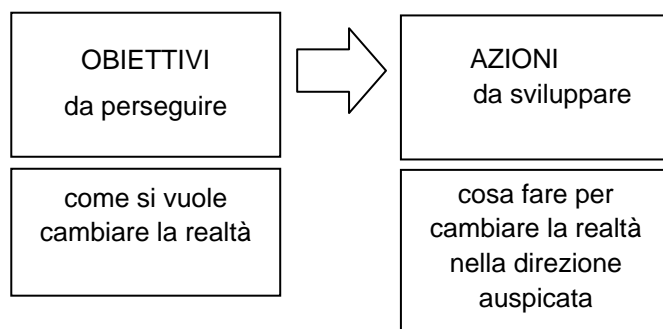 OBIETTIVI
da perseguire
AZIONI
da sviluppare
come si vuole
cambiare la realtà
cosa fare per
cambiare la realtà
nella direzione
auspicata